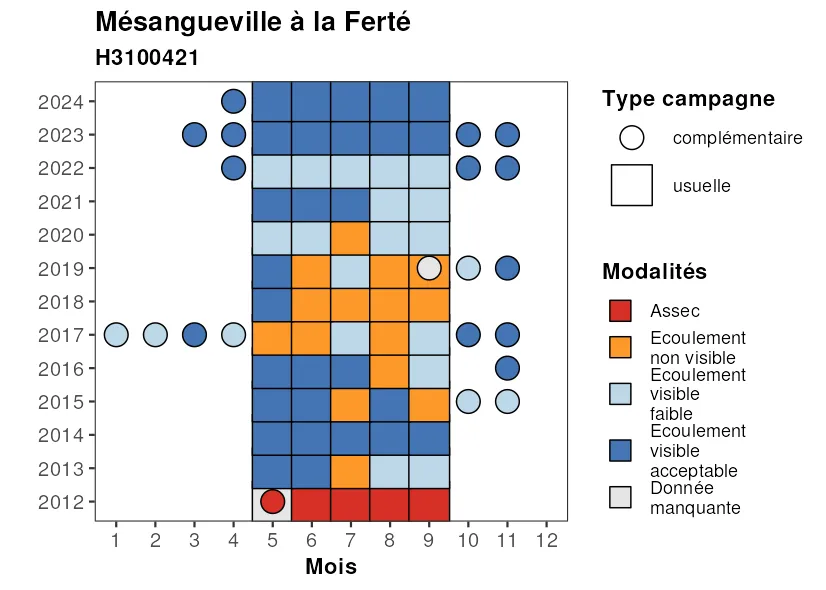 Mésangueville à la Ferté
H3100421
2024
2023
2022
2021
2020
2019
2018
2017
2016
2015
2014
2013
2012
1 2 3 4 5 6 7 8 9 10 11 12
Mois
Type campagne
complémentaire
usuelle
Modalités
Assec
Ecoulement
non visible
Ecoulement
visible
faible
Ecoulement
visible
acceptable
Donnée
manquante